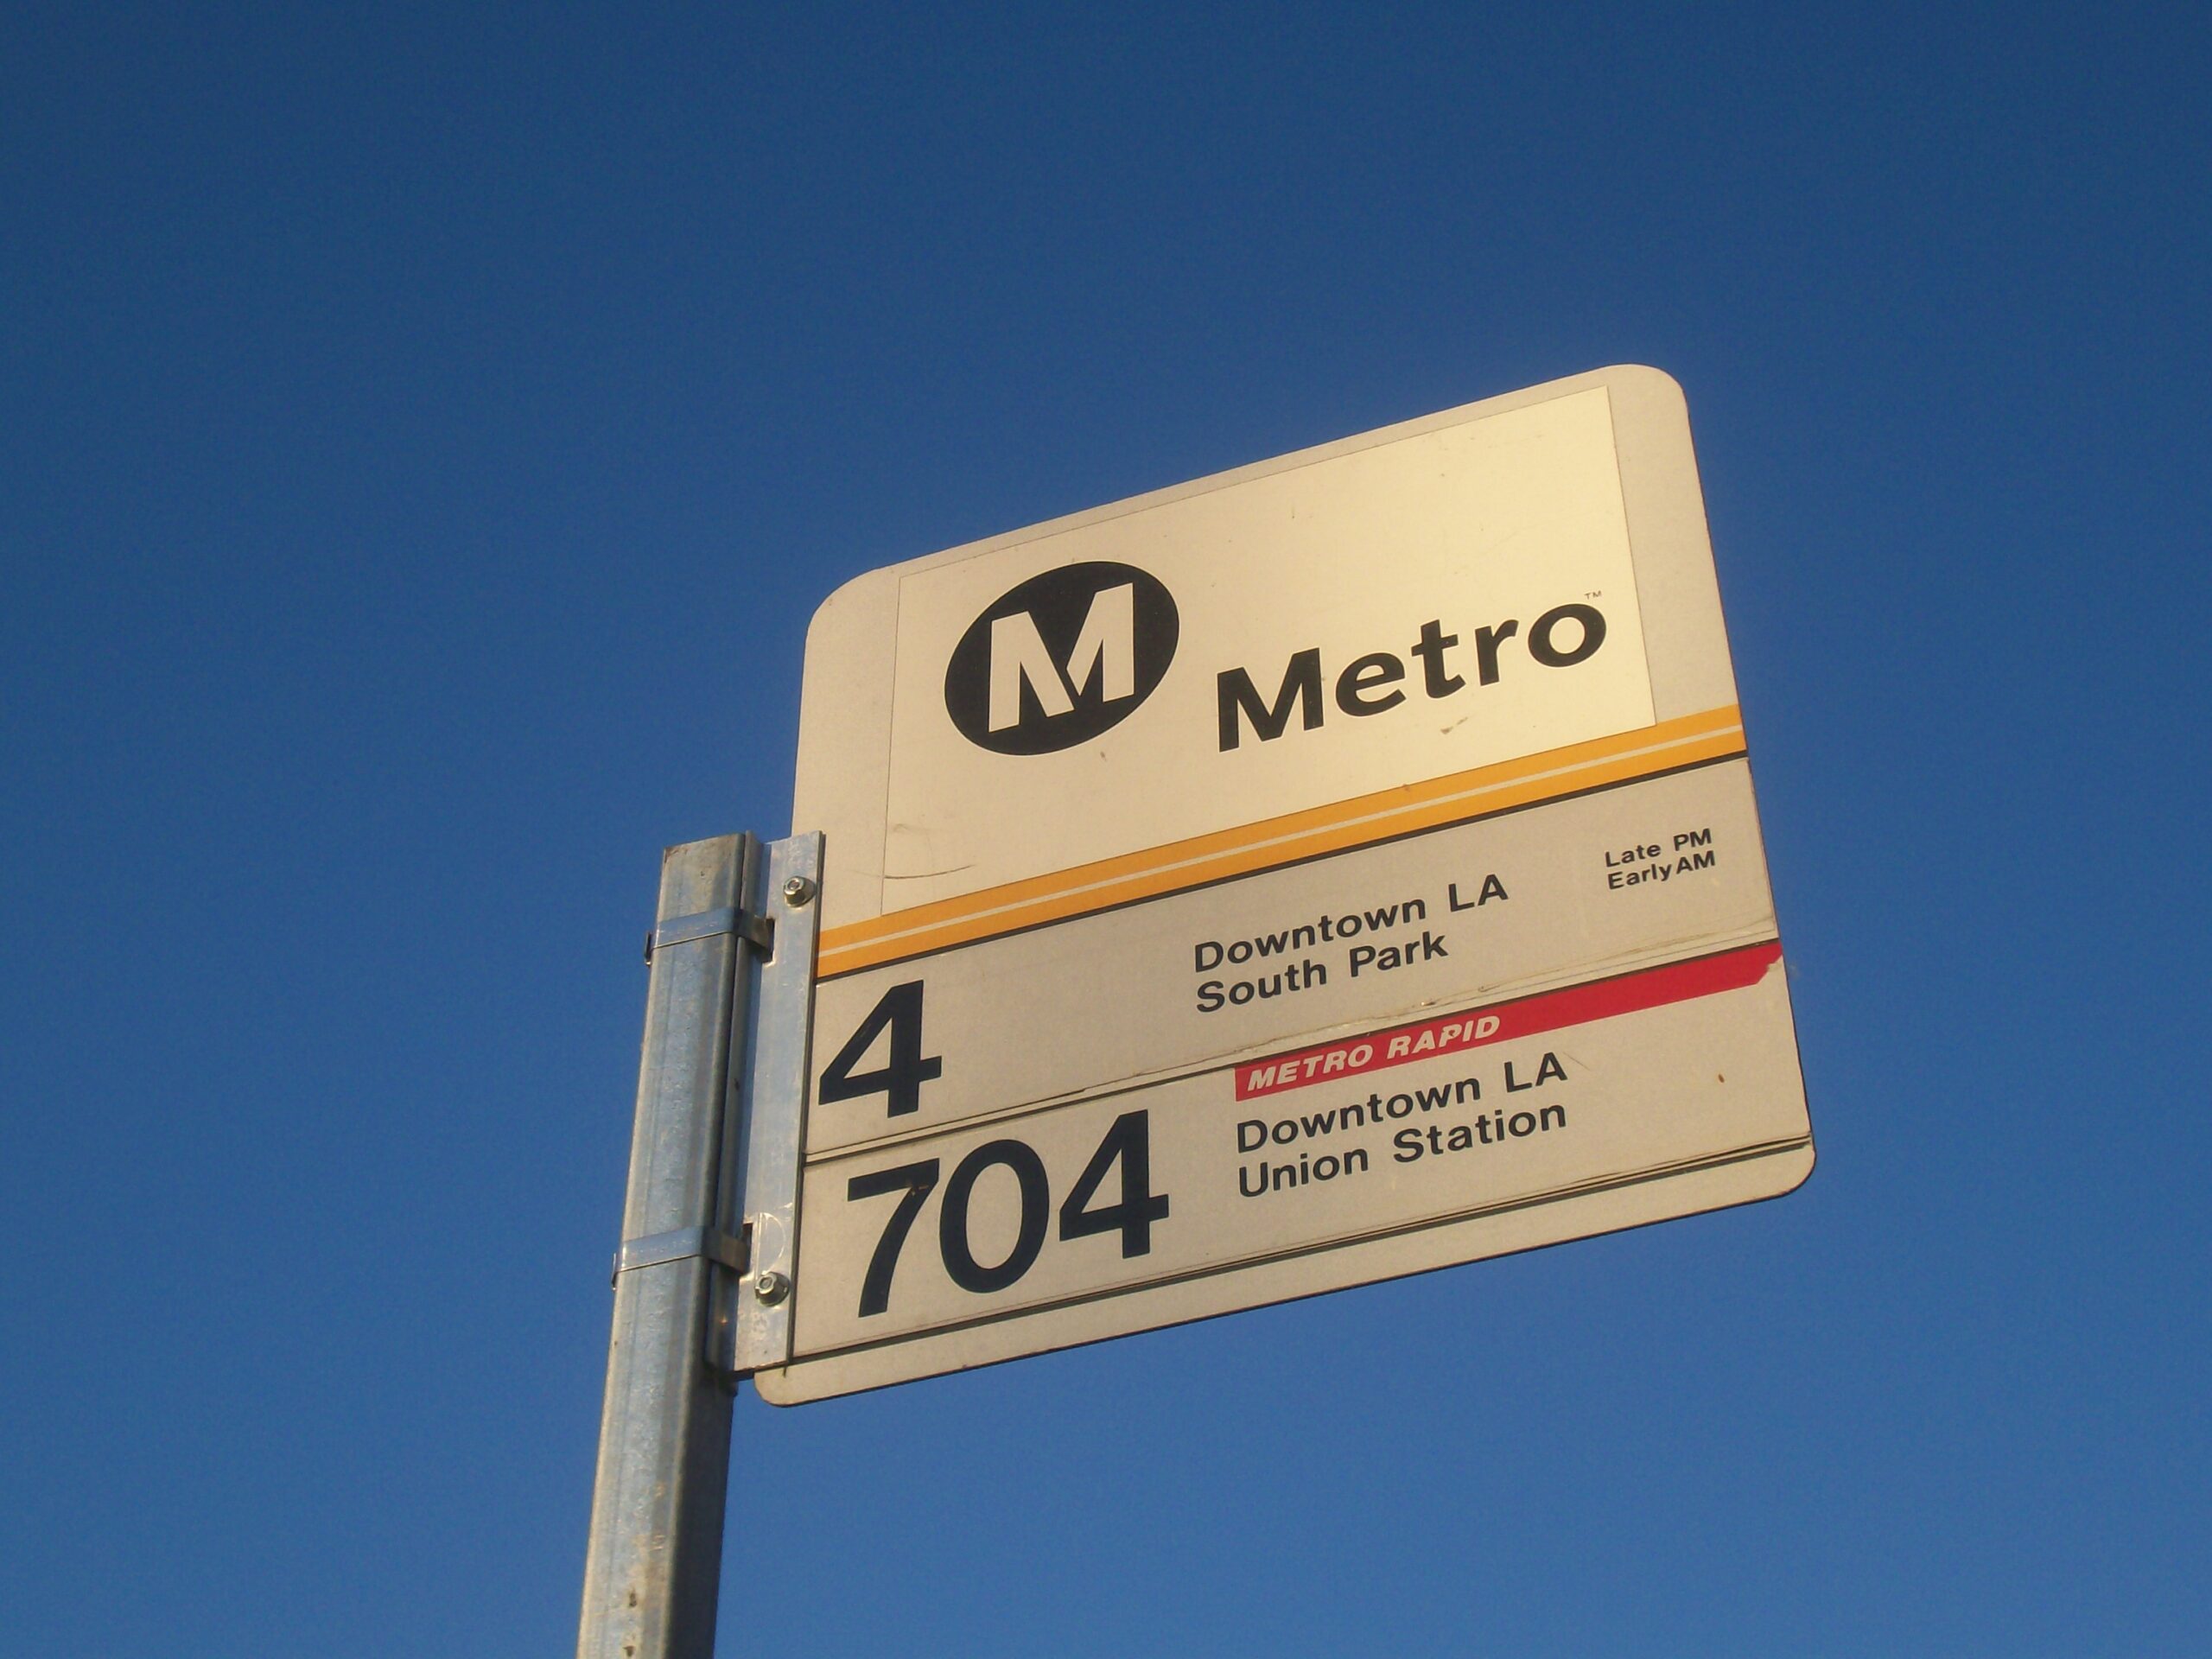 M Metro™
4 Downtown LA Late PM
South Park Early AM
METRO RAPID
704 Downtown LA
Union Station